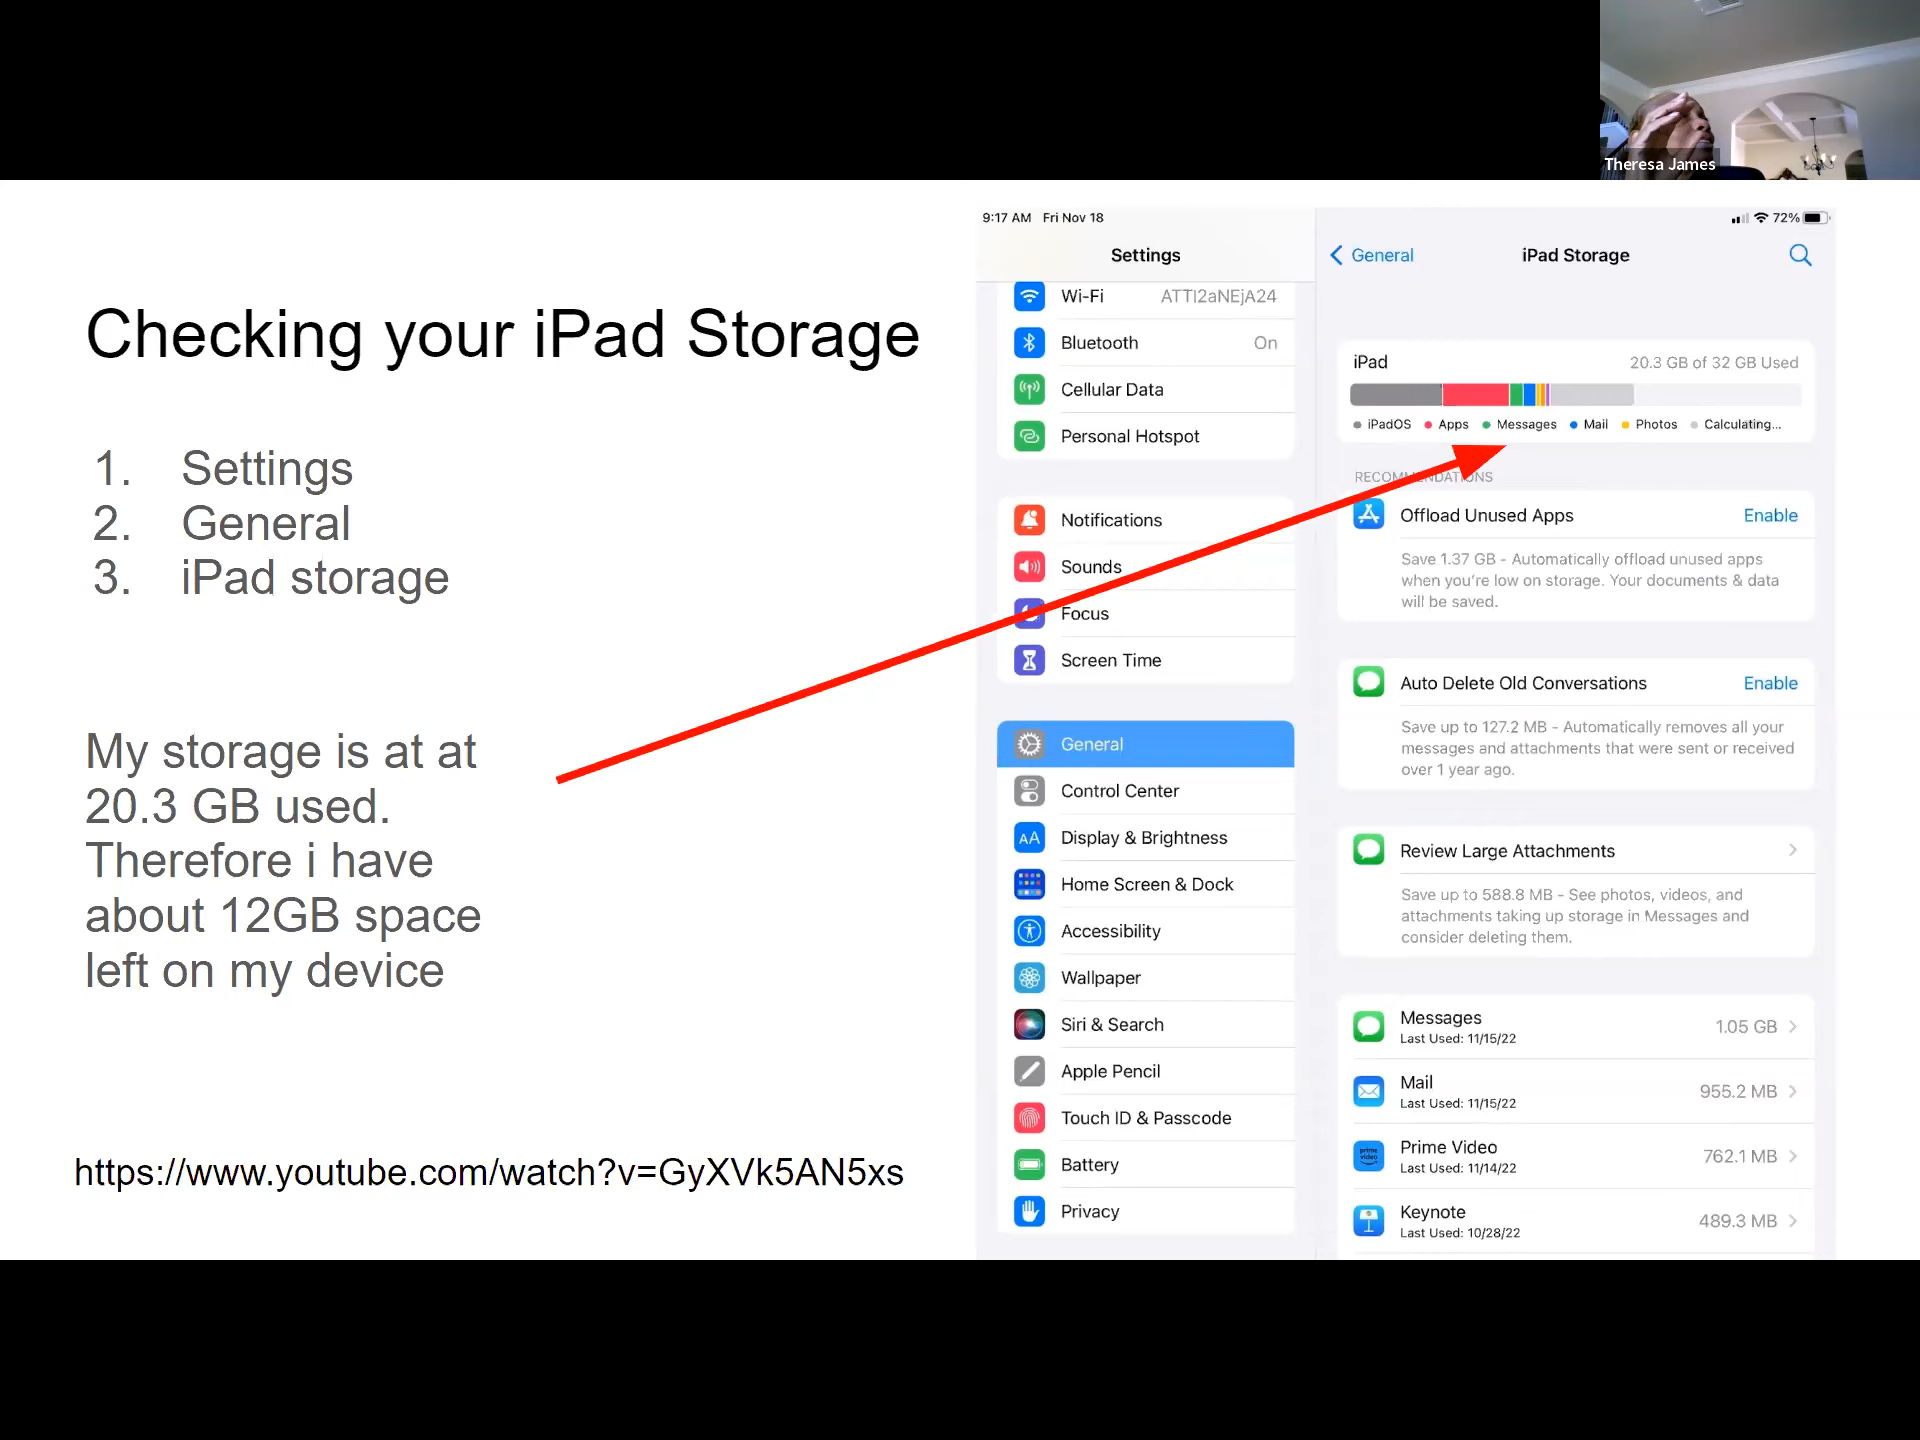 Theresa James
Checking your iPad Storage
1. Settings
2. General
3. iPad storage
My storage is at at
20.3 GB used.
Therefore i have
about 12GB space
left on my device
https://www.youtube.com/watch?v=GyXVk5AN5xs
9:17 AM Fri Nov 18
Settings
Wi-Fi ATTI2aNEjA24
Bluetooth On
Cellular Data
Personal Hotspot
Notifications
Sounds
Focus
Screen Time
General
Control Center
AA Display & Brightness
Home Screen & Dock
Accessibility
Wallpaper
Siri & Search
Apple Pencil
Touch ID & Passcode
Battery
Privacy
72%
General iPad Storage
iPad 20.3 GB of 32 GB Used
iPadOS Apps Messages Mail Photos Calculating...
RECOMMENDATIONS
Offload Unused Apps Enable
Save 1.37 GB - Automatically offload unused apps
when you're low on storage. Your documents & data
will be saved.
Auto Delete Old Conversations Enable
Save up to 127.2 MB - Automatically removes all your
messages and attachments that were sent or received
over 1 year ago.
Review Large Attachments
Save up to 588.8 MB - See photos, videos, and
attachments taking up storage in Messages and
consider deleting them.
Messages 1.05 GB
Last Used: 11/15/22
Mail 955.2 MB
Last Used: 11/15/22
prime video
Prime Video 762.1 MB
Last Used: 11/14/22
Keynote 489.3 MB
Last Used: 10/28/22